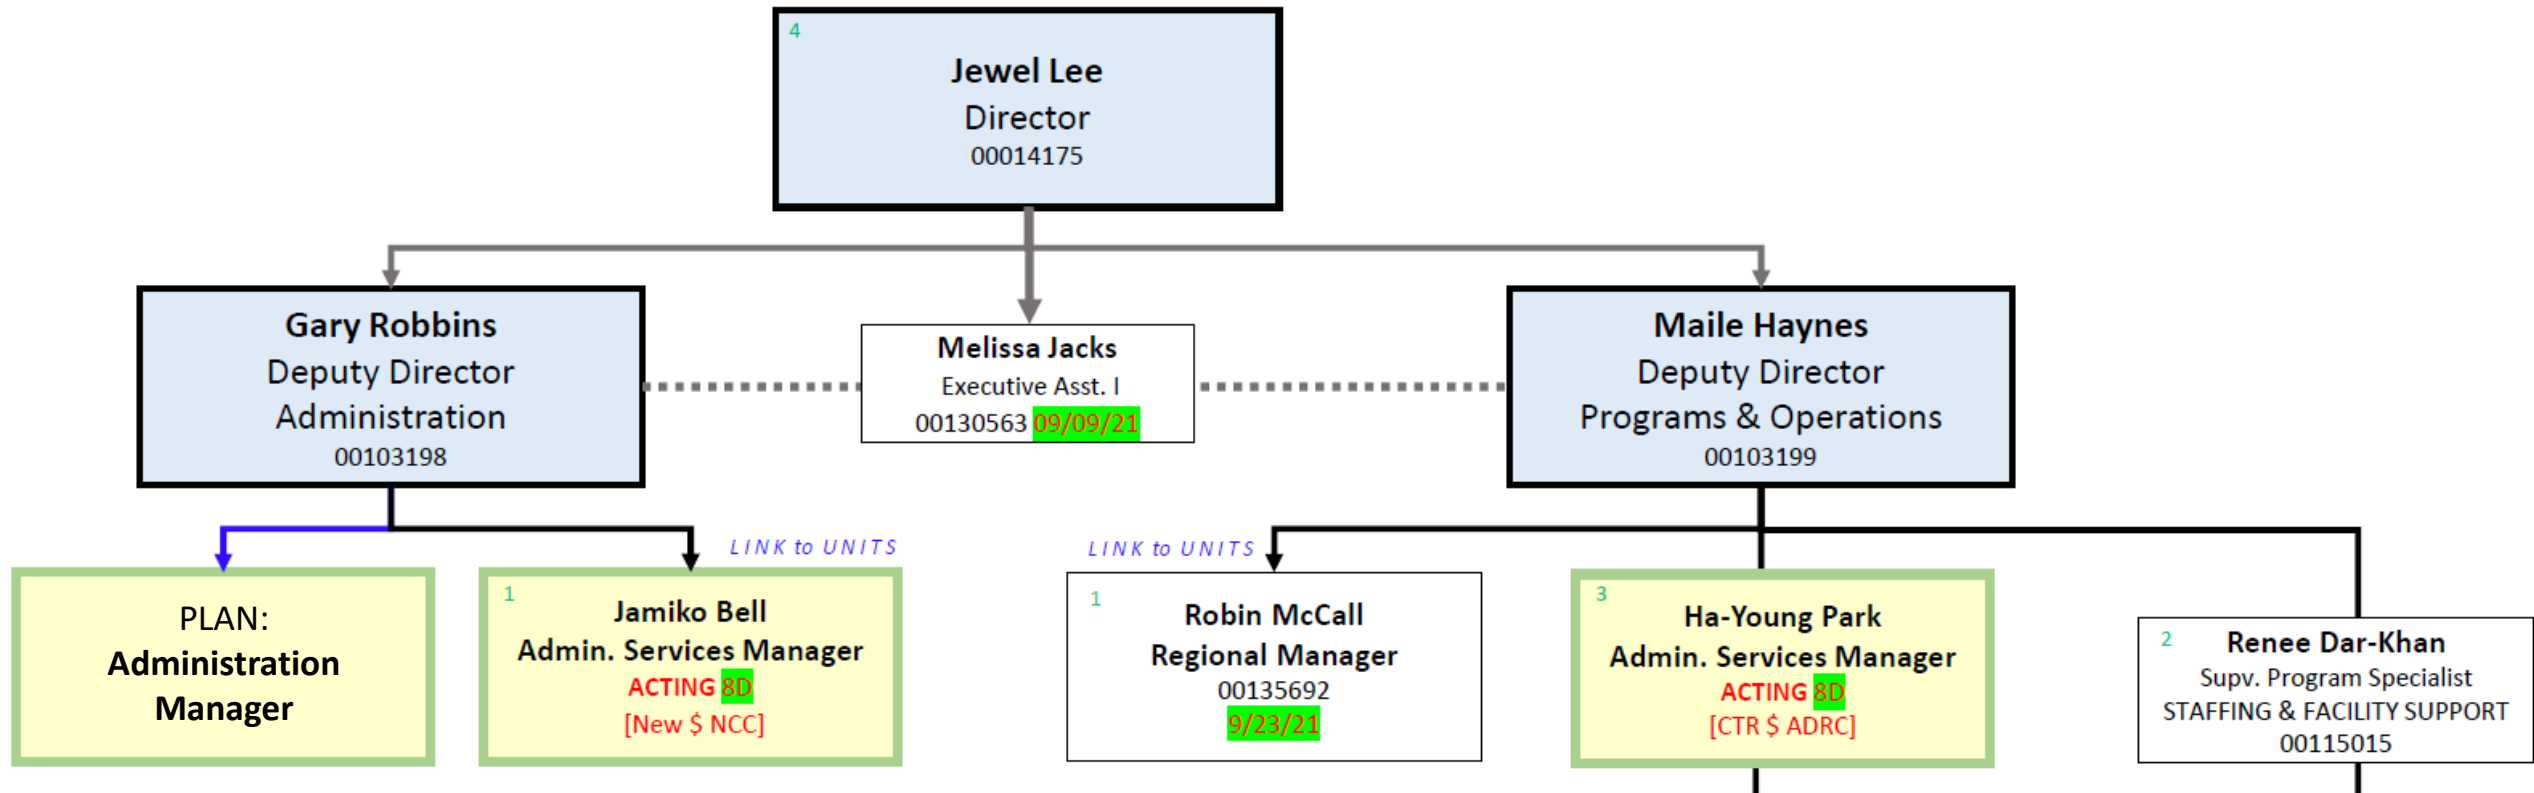 4
Jewel Lee
Director
00014175
Gary Robbins
Deputy Director
Administration
00103198
Melissa Jacks
Executive Asst. I
00130563 09/09/21
Maile Haynes
Deputy Director
Programs & Operations
00103199
LINK to UNITS
LINK to UNITS
PLAN:
Administration
Manager
1
Jamiko Bell
Admin. Services Manager
ACTING 8D
[New $ NCC]
1
Robin McCall
Regional Manager
00135692
9/23/21
3
Ha-Young Park
Admin. Services Manager
ACTING 8D
[CTR $ ADRC]
2
Renee Dar-Khan
Supv. Program Specialist
STAFFING & FACILITY SUPPORT
00115015